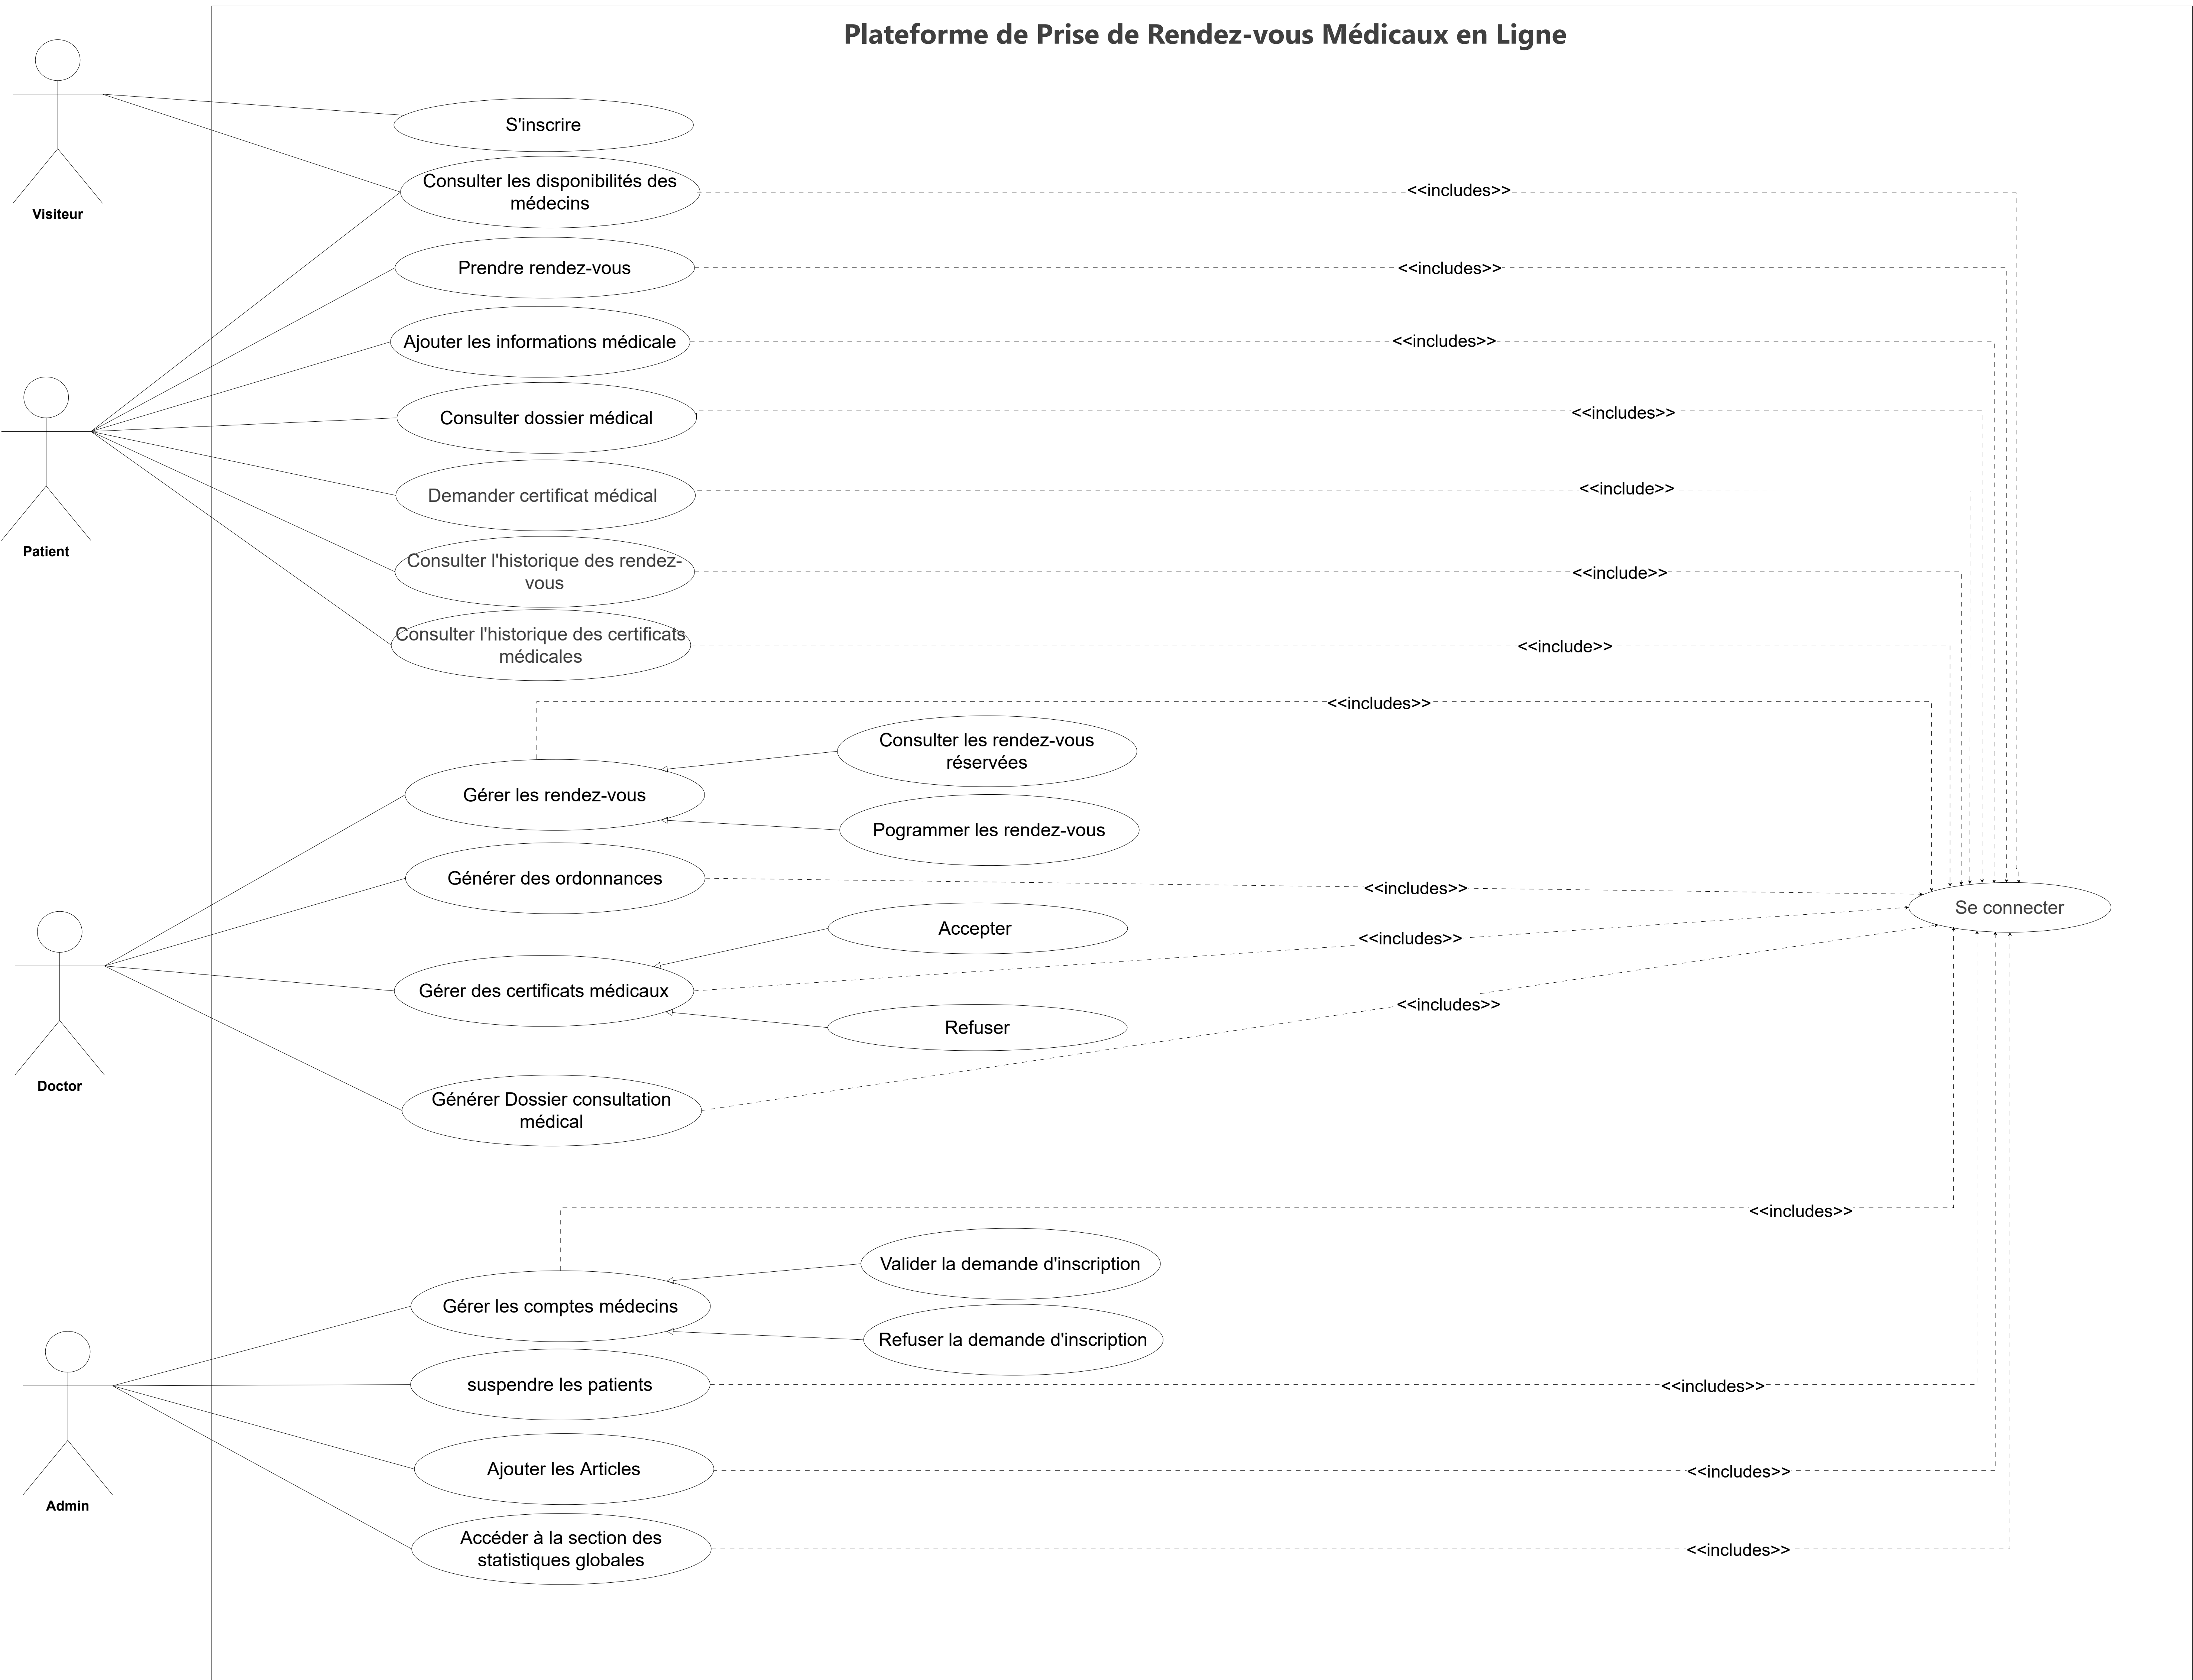 Plateforme de Prise de Rendez-vous Médicaux en Ligne
S'inscrire
Consulter les disponibilités des
médecins
<<includes>>
Visiteur
Prendre rendez-vous
<<includes>>
Ajouter les informations médicale
<<includes>>
Consulter dossier médical
<<includes>>
Demander certificat médical
<<include>>
Patient
Consulter l'historique des rendez-
vous
<<include>>
Consulter l'historique des certificats
médicales
<<include>>
<<includes>>
Consulter les rendez-vous
réservées
Gérer les rendez-vous
Pogrammer les rendez-vous
Générer des ordonnances
<<includes>>
Se connecter
Accepter
<<includes>>
Gérer des certificats médicaux
<<includes>>
Refuser
Doctor
Générer Dossier consultation
médical
<<includes>>
Valider la demande d'inscription
Gérer les comptes médecins
Refuser la demande d'inscription
suspendre les patients
<<includes>>
Ajouter les Articles
<<includes>>
Admin
Accéder à la section des
statistiques globales
<<includes>>